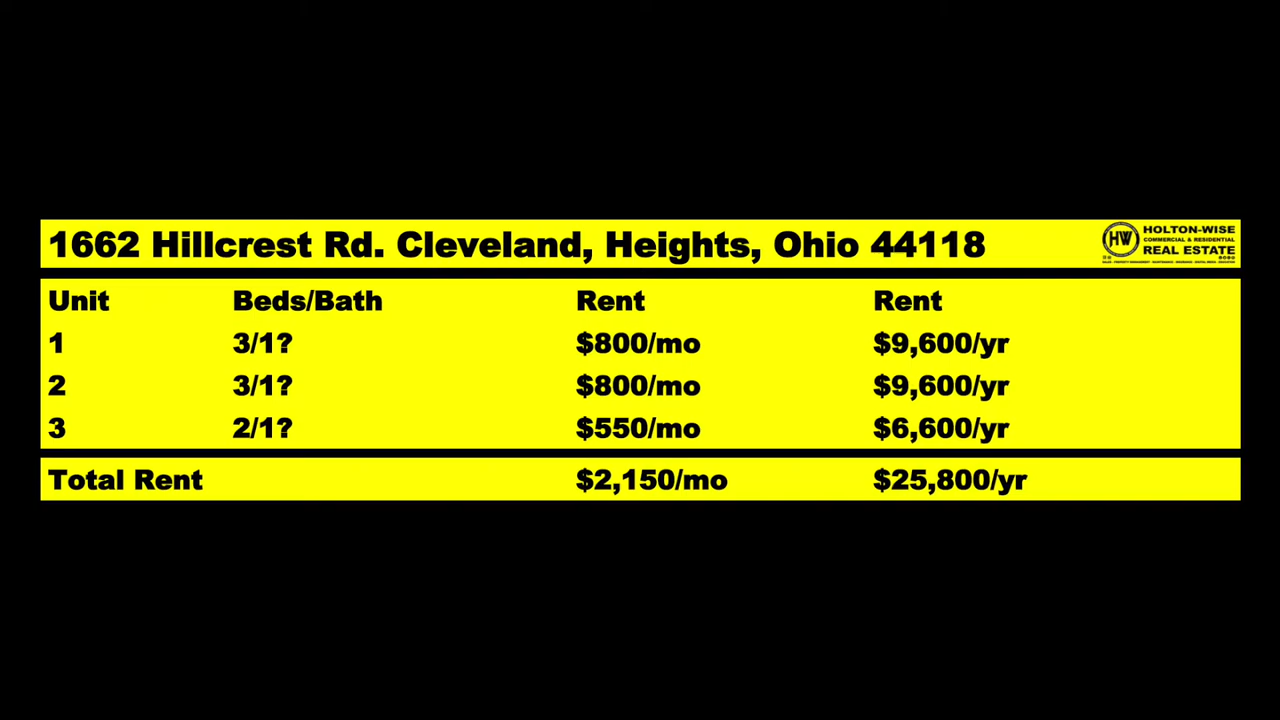 1662 Hillcrest Rd. Cleveland, Heights, Ohio 44118
HOLTON-WISE
COMMERCIAL & RESIDENTIAL
REAL ESTATE
Unit Beds/Bath Rent Rent
1 3/1? $800/mo $9,600/yr
2 3/1? $800/mo $9,600/yr
3 2/1? $550/mo $6,600/yr
Total Rent $2,150/mo $25,800/yr